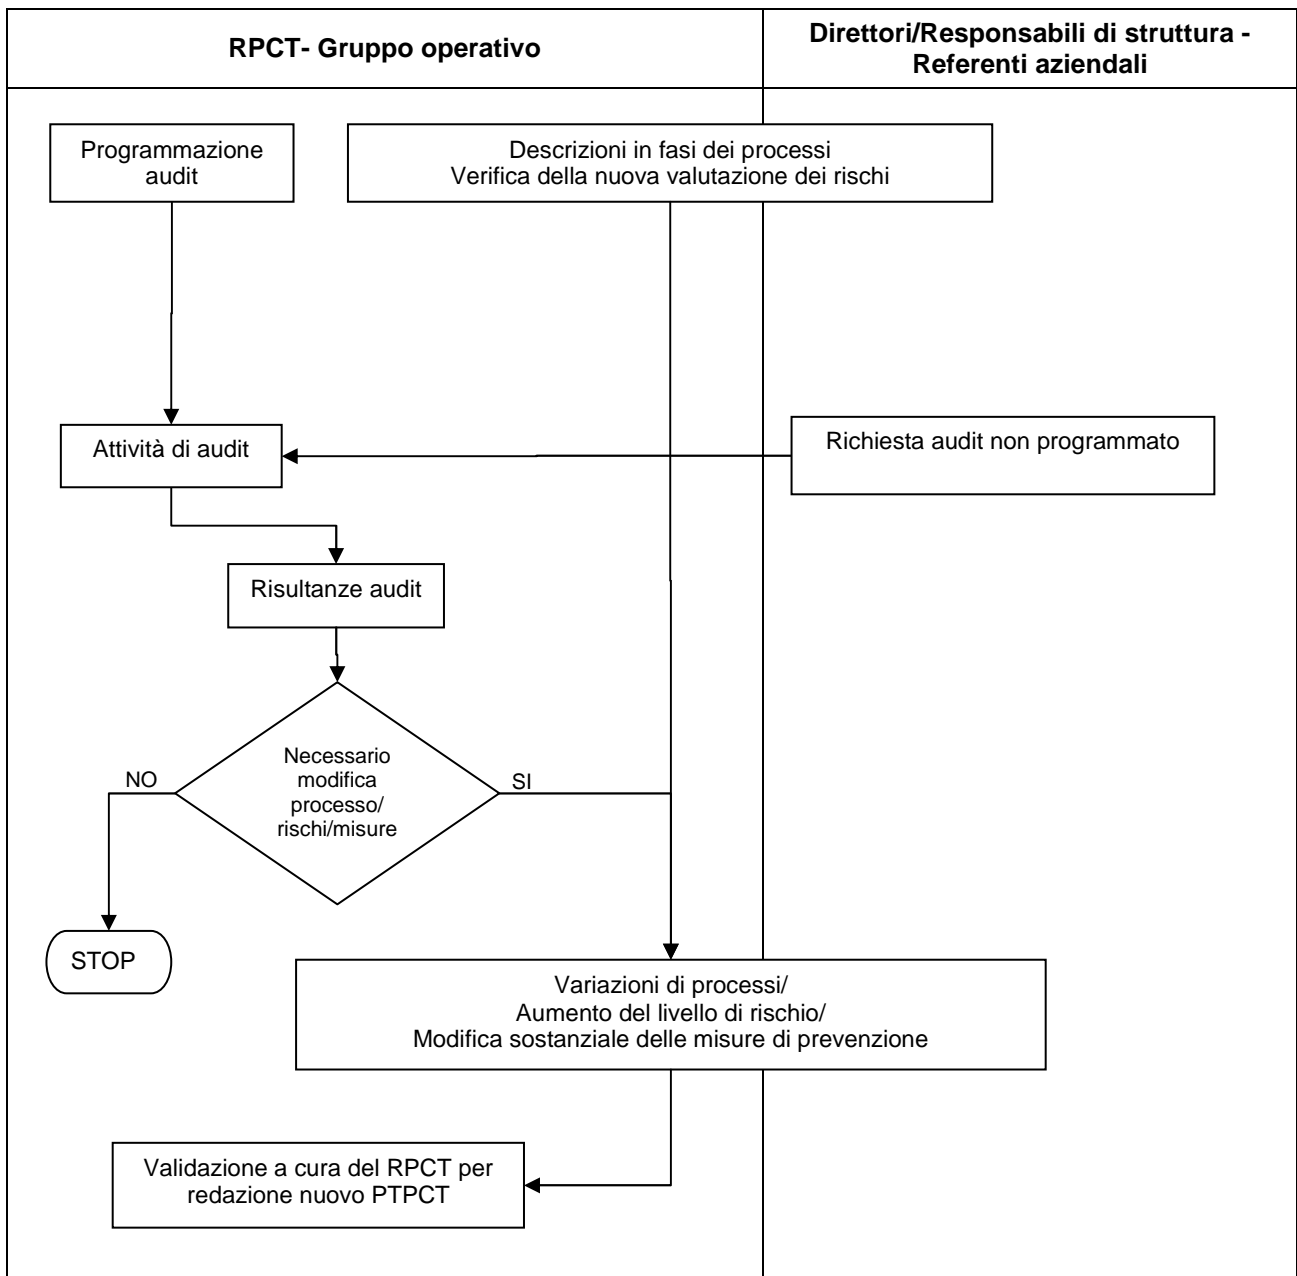 RPCT- Gruppo operativo
Direttori/Responsabili di struttura -
Referenti aziendali
Programmazione
audit
Descrizioni in fasi dei processi
Verifica della nuova valutazione dei rischi
Attività di audit
Richiesta audit non programmato
Risultanze audit
Necessario
modifica
processo/
rischi/misure
NO
SI
STOP
Variazioni di processi/
Aumento del livello di rischio/
Modifica sostanziale delle misure di prevenzione
Validazione a cura del RPCT per
redazione nuovo PTPCT